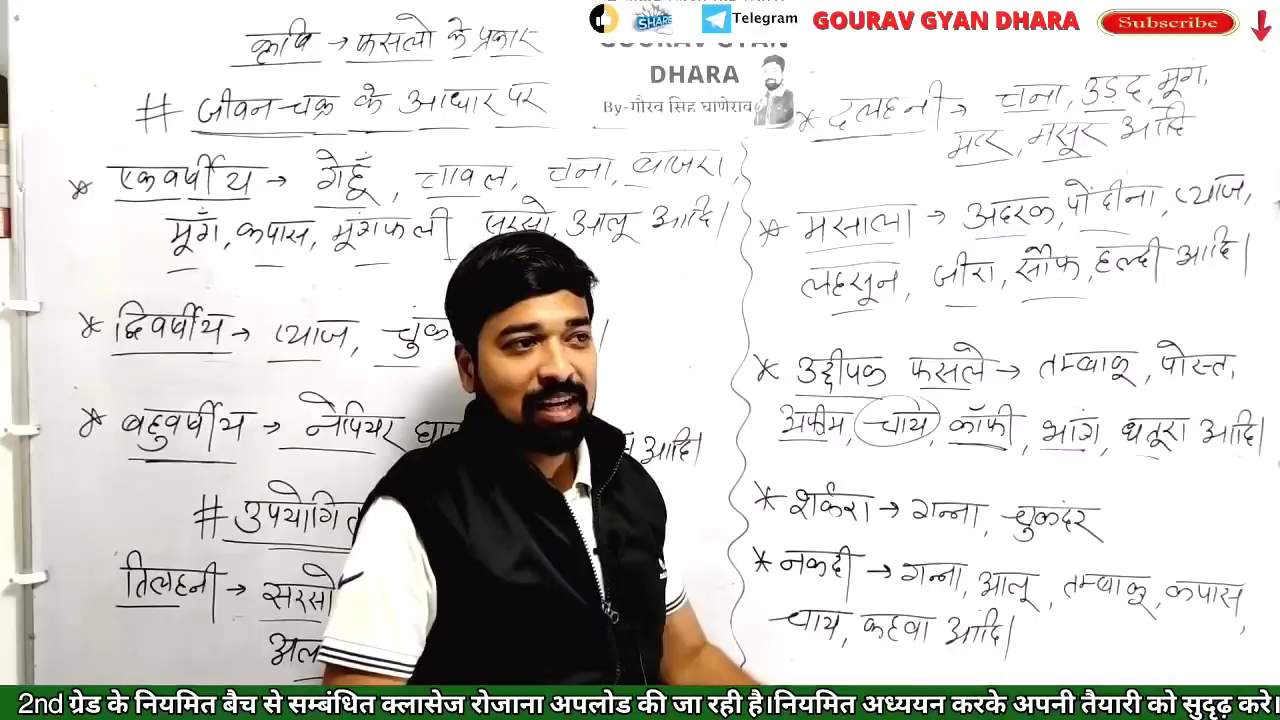 SHARE
Telegram
GOURAV GYAN DHARA
Subscribe
GOURAV GYAN
DHARA
By-गौरव सिंह घाणेराव
कृषि → फसलो के प्रकार
# जीवन चक्र के आधार पर
* एकवर्षीय → गेहूँ, चावल, चना, बाजरा,
मूँग, कपास, मूंगफली सरसो, आलू आदि।
* द्विवर्षीय → प्याज, चुंक
* बहुवर्षीय → नेपियर घा
आदि।
# उपयोगित
तिलहनी → सरसो
अल
* दलहनी → चना, उड़द, मूंग,
मटर, मसूर आदि
* मसाला → अदरक, पोदीना, प्याज,
लहसून, जीरा, सौंफ, हल्दी आदि।
* उद्दीपक फसले → तम्बाकू, पोस्त,
अफीम, चाय, कॉफी, भांग, धतूरा आदि।
* शर्करा → गन्ना, चुकंदर
* नकदी → गन्ना, आलू, तम्बाकू, कपास,
चाय, कहवा आदि।
2nd ग्रेड के नियमित बैच से सम्बंधित क्लासेज रोजाना अपलोड की जा रही है।नियमित अध्ययन करके अपनी तैयारी को सुदृढ़ करे।